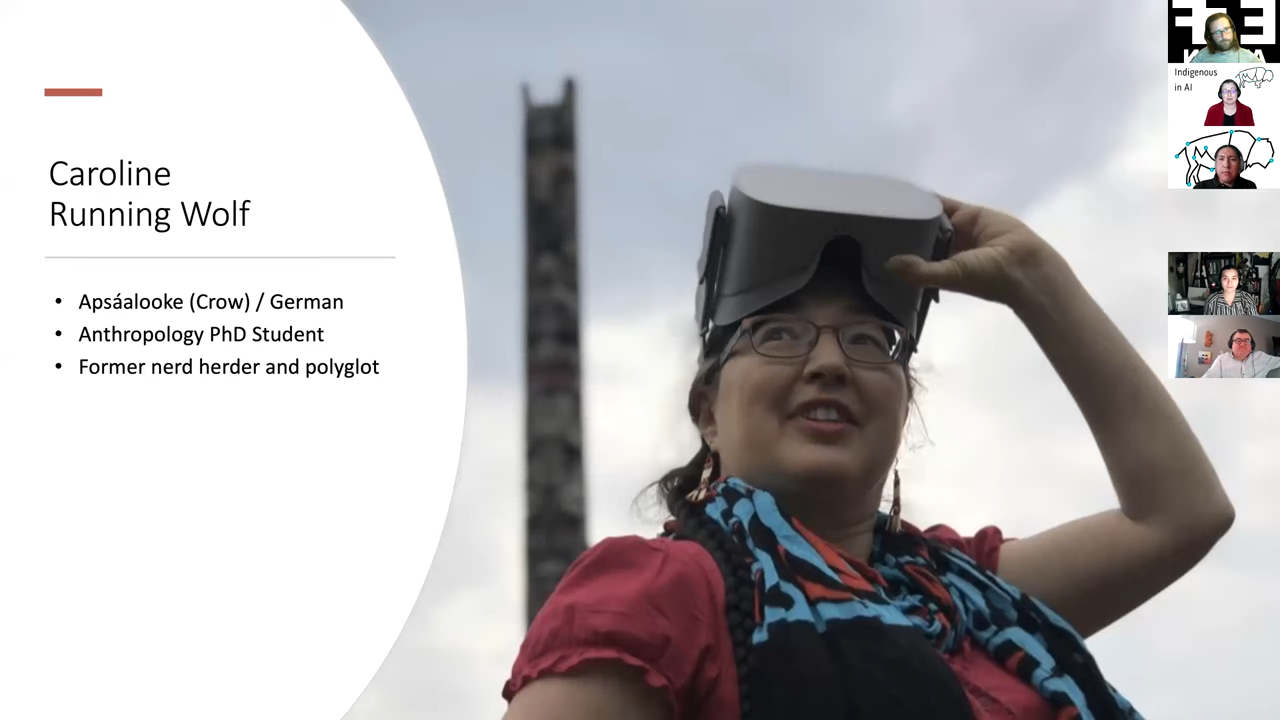 Caroline
Running Wolf
• Apsáalooke (Crow) / German
• Anthropology PhD Student
• Former nerd herder and polyglot
Indigenous
in AI